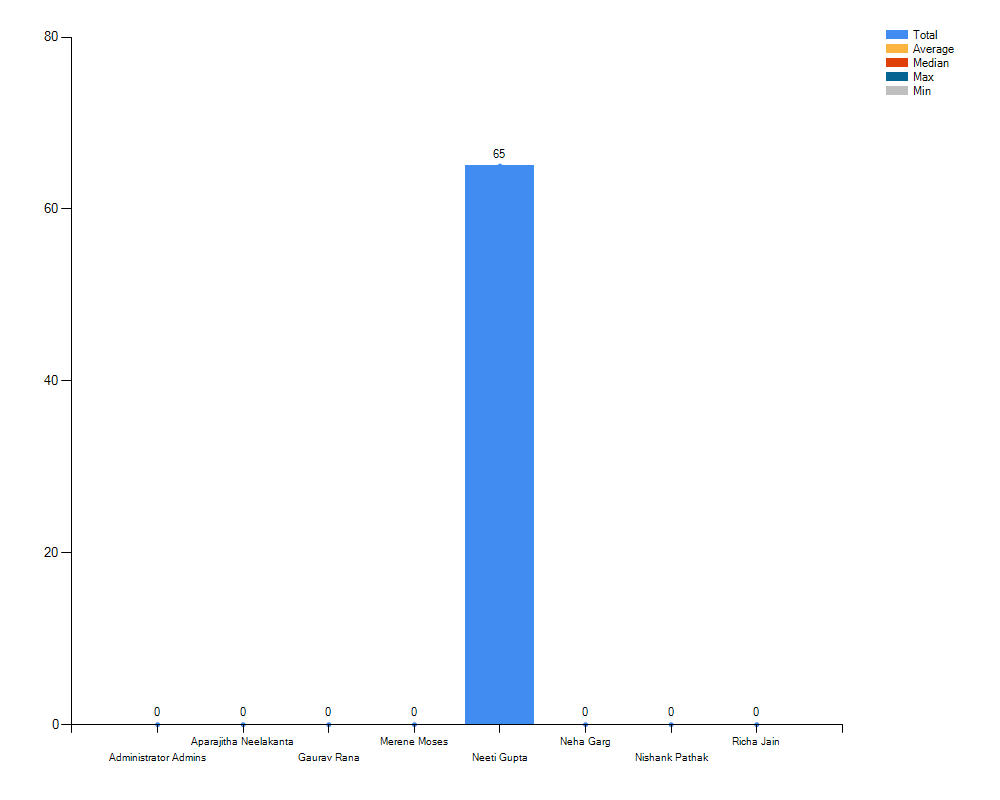 80
60
40
20
0
65
0
0
0
0
0
0
0
Aparajitha Neelakanta
Merene Moses
Neha Garg
Richa Jain
Administrator Admins
Gaurav Rana
Neeti Gupta
Nishank Pathak
Total
Average
Median
Max
Min